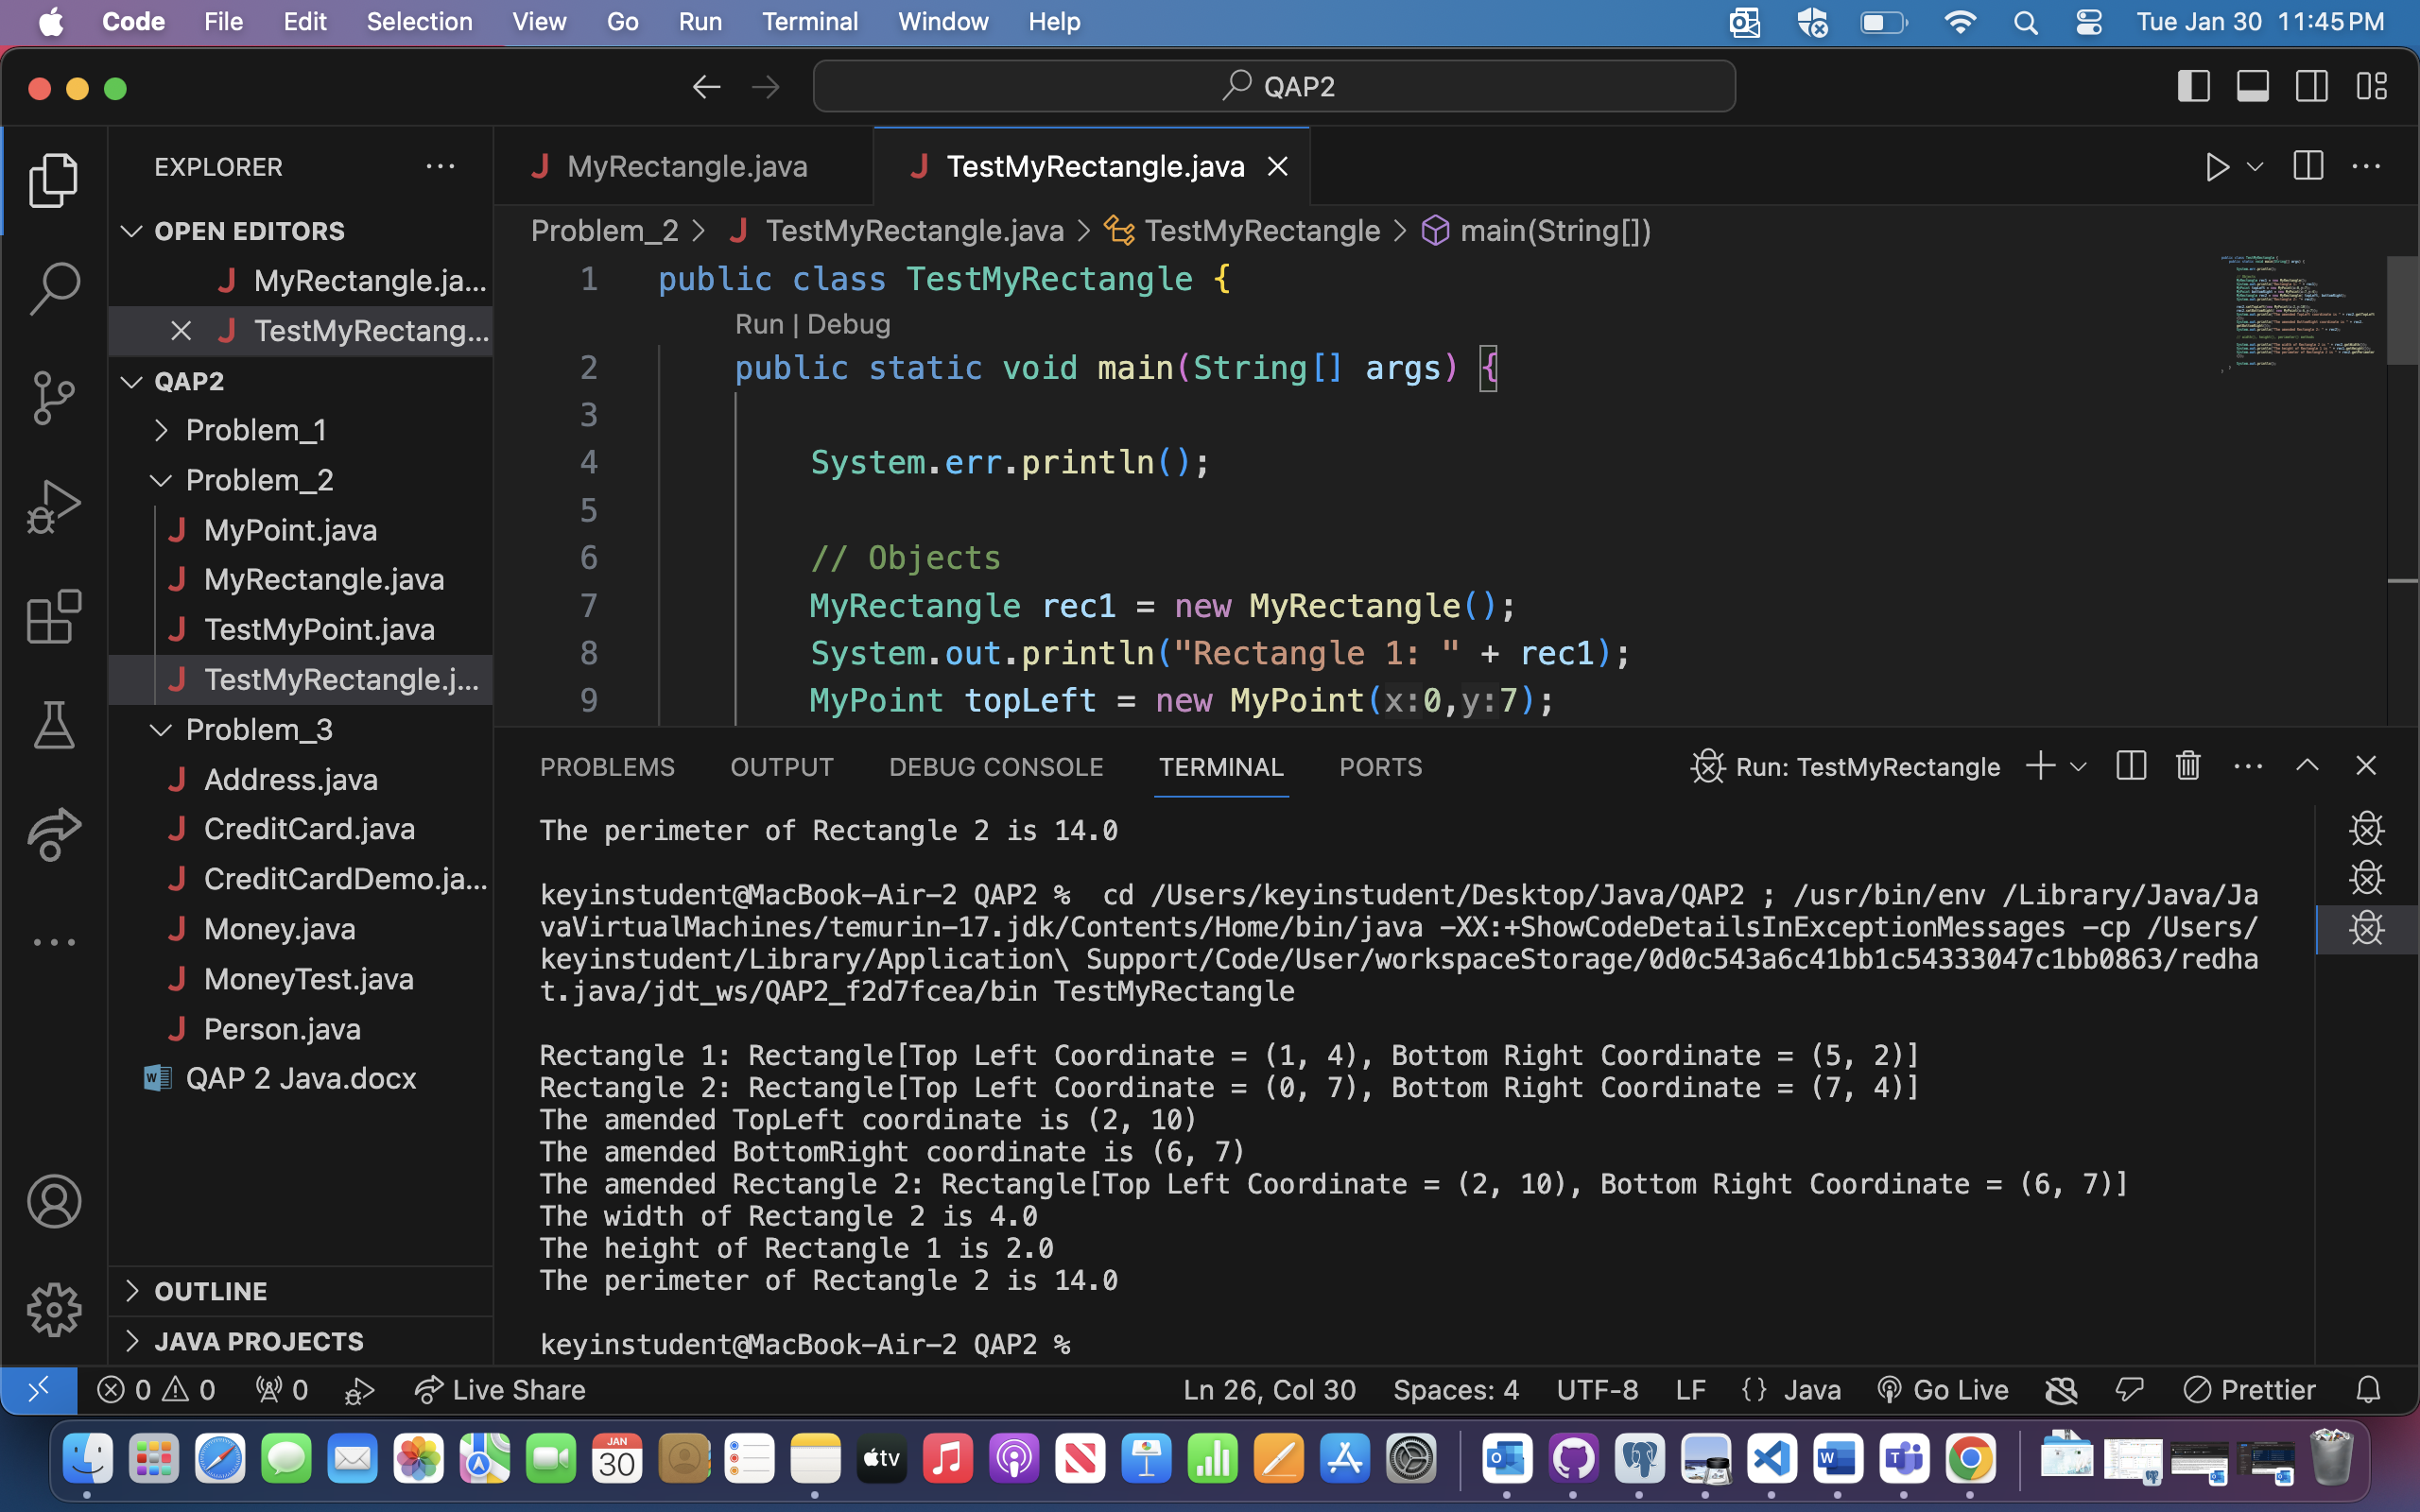 Code File Edit Selection View Go Run Terminal Window Help Tue Jan 30 11:45 PM
QAP2
EXPLORER
OPEN EDITORS
MyRectangle.ja...
TestMyRectang...
QAP2
Problem_1
Problem_2
MyPoint.java
MyRectangle.java
TestMyPoint.java
TestMyRectangle.j...
Problem_3
Address.java
CreditCard.java
CreditCardDemo.ja...
Money.java
MoneyTest.java
Person.java
QAP 2 Java.docx
OUTLINE
JAVA PROJECTS
MyRectangle.java TestMyRectangle.java
Problem_2 > TestMyRectangle.java > TestMyRectangle > main(String[])
1 public class TestMyRectangle {
Run | Debug
2 public static void main(String[] args) {
3
4 System.err.println();
5
6 // Objects
7 MyRectangle rec1 = new MyRectangle();
8 System.out.println("Rectangle 1: " + rec1);
9 MyPoint topLeft = new MyPoint(x:0,y:7);
PROBLEMS OUTPUT DEBUG CONSOLE TERMINAL PORTS Run: TestMyRectangle
The perimeter of Rectangle 2 is 14.0
keyinstudent@MacBook-Air-2 QAP2 % cd /Users/keyinstudent/Desktop/Java/QAP2 ; /usr/bin/env /Library/Java/Ja
vaVirtualMachines/temurin-17.jdk/Contents/Home/bin/java -XX:+ShowCodeDetailsInExceptionMessages -cp /Users/
keyinstudent/Library/Application\ Support/Code/User/workspaceStorage/0d0c543a6c41bb1c54333047c1bb0863/redha
t.java/jdt_ws/QAP2_f2d7fcea/bin TestMyRectangle
Rectangle 1: Rectangle[Top Left Coordinate = (1, 4), Bottom Right Coordinate = (5, 2)]
Rectangle 2: Rectangle[Top Left Coordinate = (0, 7), Bottom Right Coordinate = (7, 4)]
The amended TopLeft coordinate is (2, 10)
The amended BottomRight coordinate is (6, 7)
The amended Rectangle 2: Rectangle[Top Left Coordinate = (2, 10), Bottom Right Coordinate = (6, 7)]
The width of Rectangle 2 is 4.0
The height of Rectangle 1 is 2.0
The perimeter of Rectangle 2 is 14.0
keyinstudent@MacBook-Air-2 QAP2 %
0 0 0 Live Share Ln 26, Col 30 Spaces: 4 UTF-8 LF {} Java Go Live Prettier
JAN
30
tv